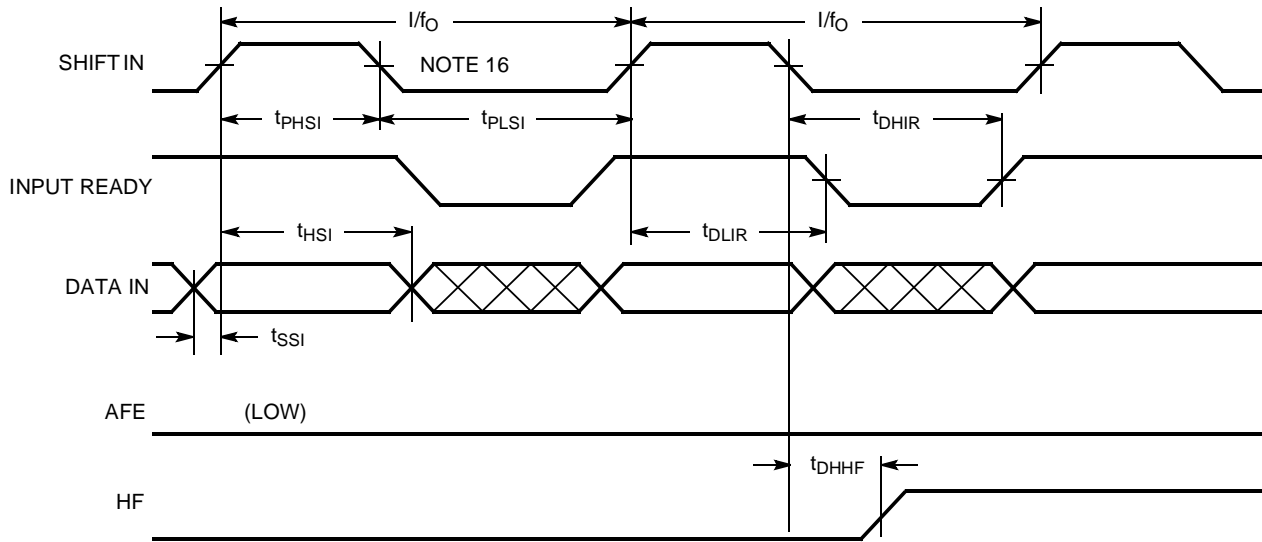 I/fO I/fO
SHIFT IN NOTE 16
tPHSI tPLSI tDHIR
INPUT READY
tHSI tDLIR
DATA IN
tSSI
AFE (LOW)
tDHHF
HF